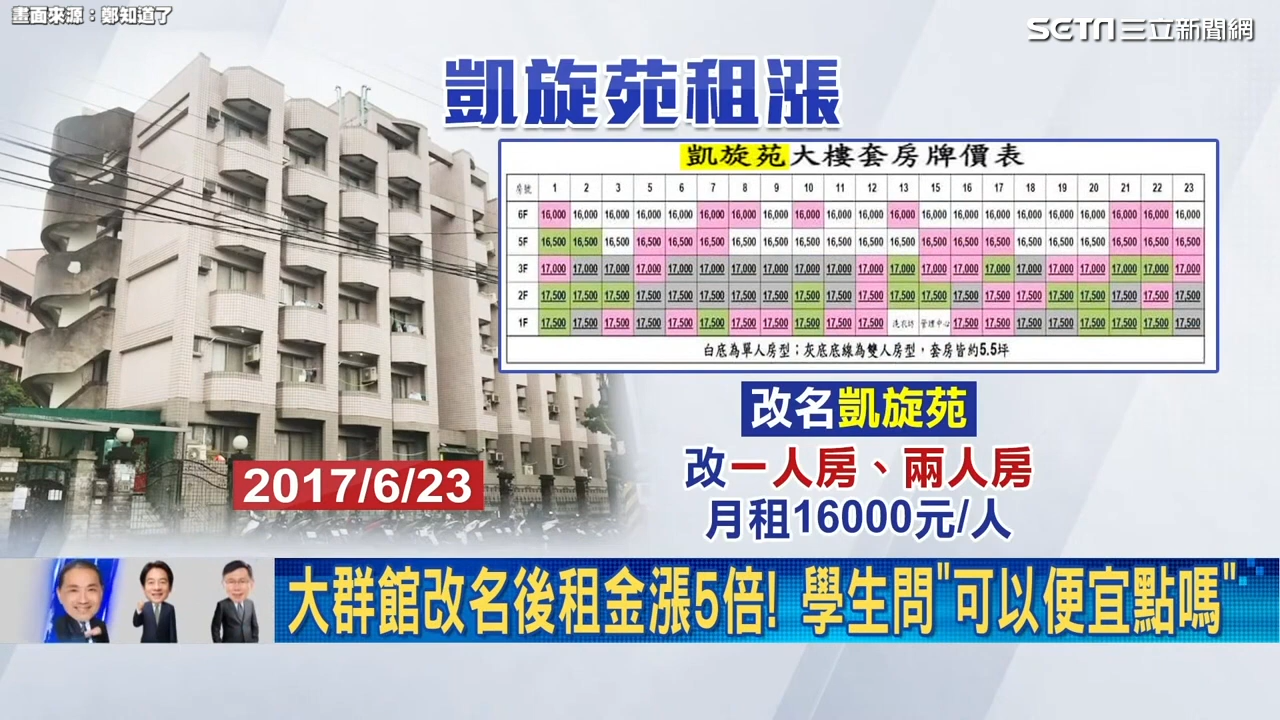 畫面來源：鄭知道了
SETN三立新聞網
凱旋苑租漲
凱旋苑大樓套房牌價表
房號 1 2 3 5 6 7 8 9 10 11 12 13 15 16 17 18 19 20 21 22 23
6F 16,000 16,000 16,000 16,000 16,000 16,000 16,000 16,000 16,000 16,000 16,000 16,000 16,000 16,000 16,000 16,000 16,000 16,000 16,000 16,000 16,000
5F 16,500 16,500 16,500 16,500 16,500 16,500 16,500 16,500 16,500 16,500 16,500 16,500 16,500 16,500 16,500 16,500 16,500 16,500 16,500 16,500 16,500
3F 17,000 17,000 17,000 17,000 17,000 17,000 17,000 17,000 17,000 17,000 17,000 17,000 17,000 17,000 17,000 17,000 17,000 17,000 17,000 17,000 17,000
2F 17,500 17,500 17,500 17,500 17,500 17,500 17,500 17,500 17,500 17,500 17,500 17,500 17,500 17,500 17,500 17,500 17,500 17,500 17,500 17,500 17,500
1F 17,500 17,500 17,500 17,500 17,500 17,500 17,500 17,500 17,500 17,500 17,500 洗衣坊 管理中心 17,500 17,500 17,500 17,500 17,500 17,500 17,500 17,500
白底為單人房型；灰底底線為雙人房型，套房皆約5.5坪
改名凱旋苑
改一人房、兩人房
月租16000元/人
2017/6/23
大群館改名後租金漲5倍! 學生問"可以便宜點嗎"